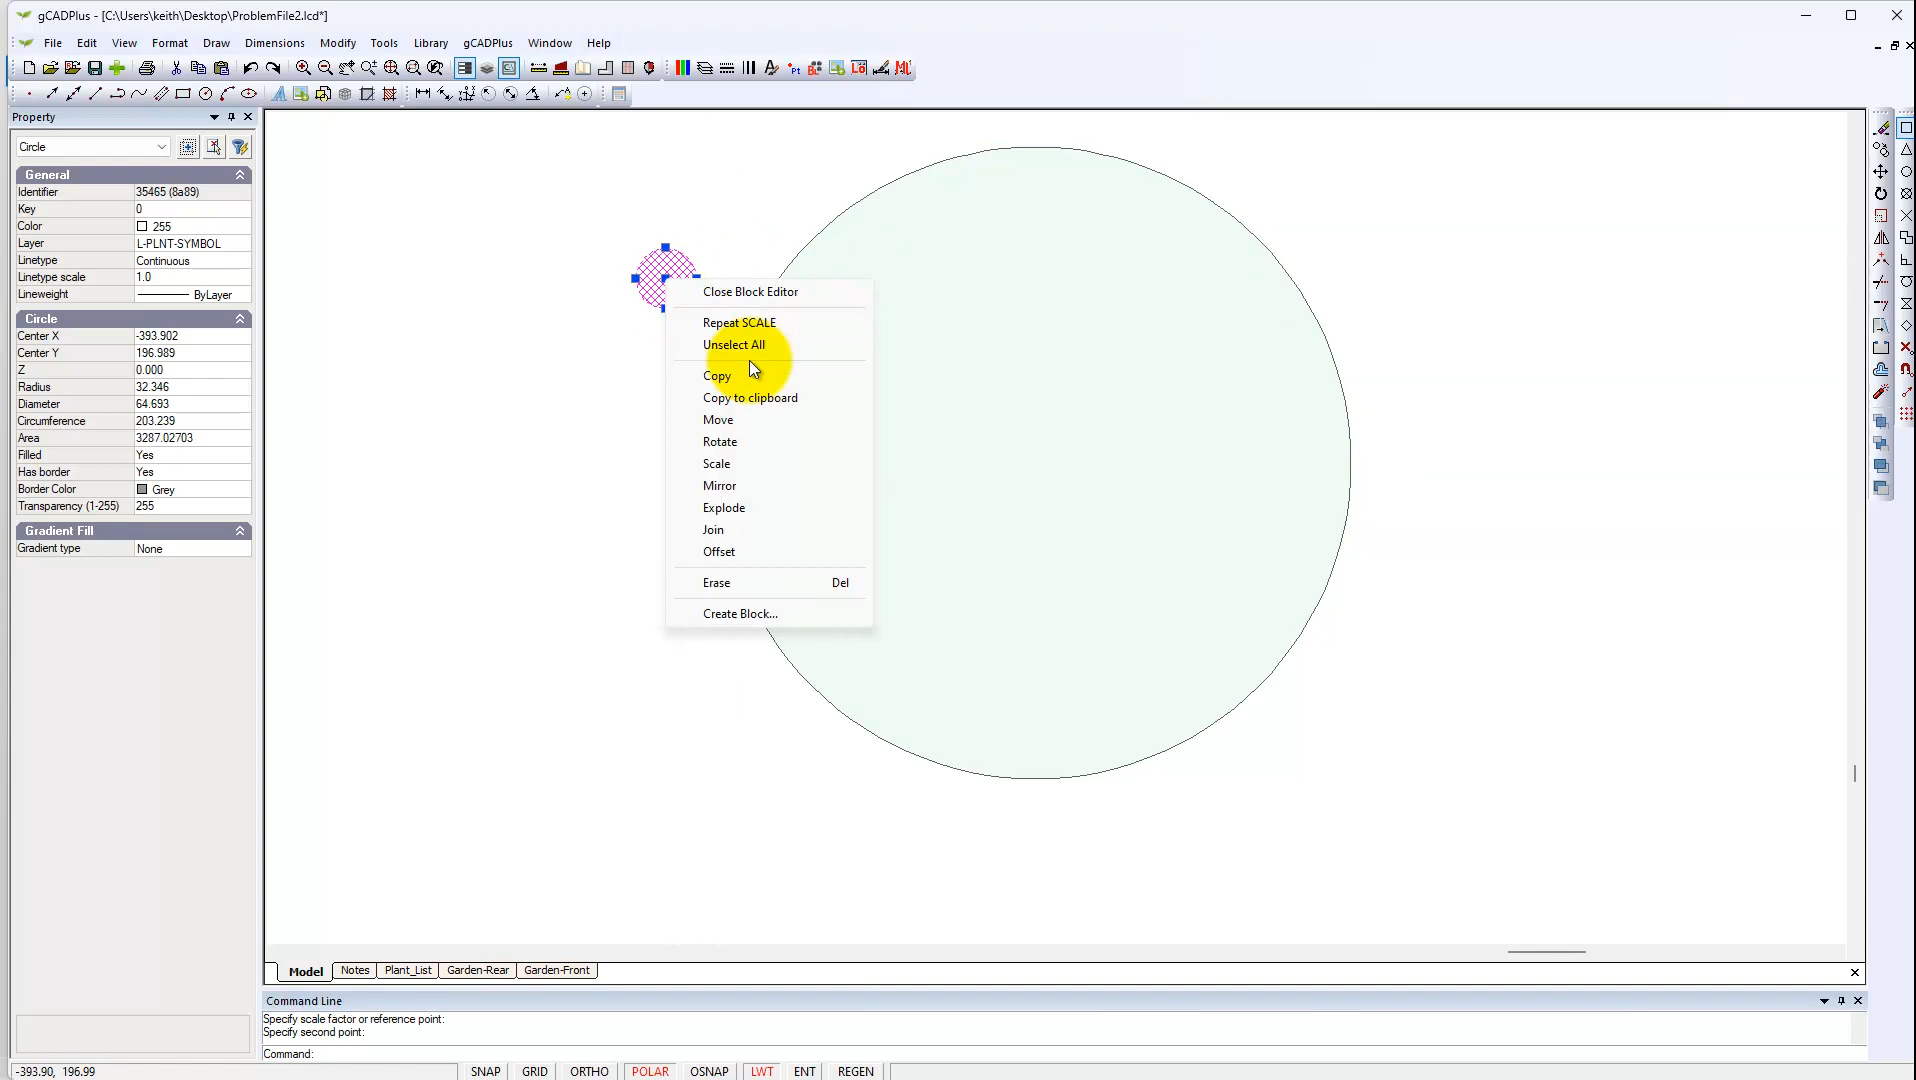 gCADPlus - [C:\Users\keith\Desktop\ProblemFile2.lcd*]
File Edit View Format Draw Dimensions Modify Tools Library gCADPlus Window Help
Property
Circle
General
Identifier 35465 (8a89)
Key 0
Color 255
Layer L-PLNT-SYMBOL
Linetype Continuous
Linetype scale 1.0
Lineweight ByLayer
Circle
Center X -393.902
Center Y 196.989
Z 0.000
Radius 32.346
Diameter 64.693
Circumference 203.239
Area 3287.02703
Filled Yes
Has border Yes
Border Color Grey
Transparency (1-255) 255
Gradient Fill
Gradient type None
Close Block Editor
Repeat SCALE
Unselect All
Copy
Copy to clipboard
Move
Rotate
Scale
Mirror
Explode
Join
Offset
Erase Del
Create Block...
Model Notes Plant_List Garden-Rear Garden-Front
Command Line
Specify scale factor or reference point:
Specify second point:
Command:
-393.90, 196.99 SNAP GRID ORTHO POLAR OSNAP LWT ENT REGEN